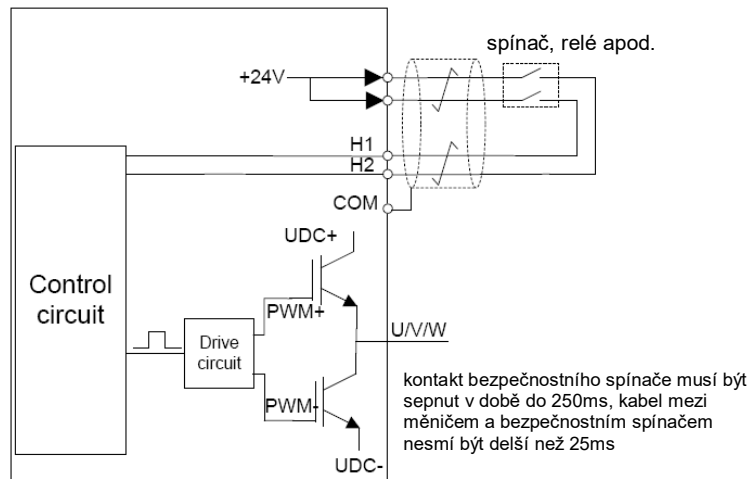 spínač, relé apod.
+24V
H1
H2
COM
UDC+
Control
circuit
PWM+
Drive
circuit
U/V/W
PWM-
UDC-
kontakt bezpečnostního spínače musí být
sepnut v době do 250ms, kabel mezi
měničem a bezpečnostním spínačem
nesmí být delší než 25ms